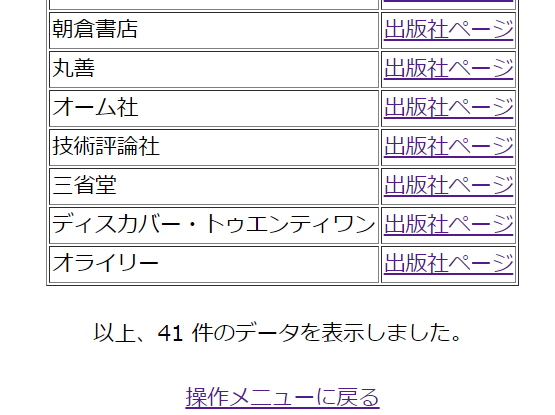 朝倉書店 出版社ページ
丸善 出版社ページ
オーム社 出版社ページ
技術評論社 出版社ページ
三省堂 出版社ページ
ディスカバー・トゥエンティワン 出版社ページ
オライリー 出版社ページ
以上、41 件のデータを表示しました。
操作メニューに戻る